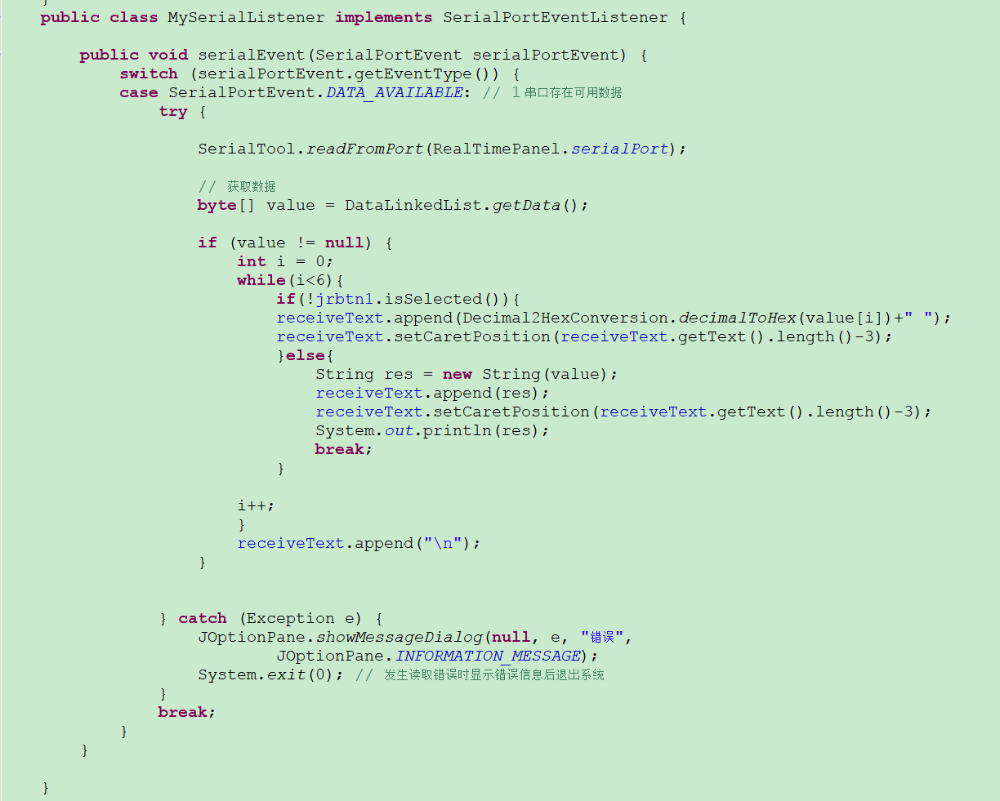 }
public class MySerialListener implements SerialPortEventListener {
public void serialEvent(SerialPortEvent serialPortEvent) {
switch (serialPortEvent.getEventType()) {
case SerialPortEvent.DATA_AVAILABLE: // 1串口存在可用数据
try {
SerialTool.readFromPort(RealTimePanel.serialPort);
// 获取数据
byte[] value = DataLinkedList.getData();
if (value != null) {
int i = 0;
while(i<6){
if(!jrbtn1.isSelected()){
receiveText.append(Decimal2HexConversion.decimalToHex(value[i])+" ");
receiveText.setCaretPosition(receiveText.getText().length()-3);
}else{
String res = new String(value);
receiveText.append(res);
receiveText.setCaretPosition(receiveText.getText().length()-3);
System.out.println(res);
break;
}
i++;
}
receiveText.append("\n");
}
} catch (Exception e) {
JOptionPane.showMessageDialog(null, e, "错误",
JOptionPane.INFORMATION_MESSAGE);
System.exit(0); // 发生读取错误时显示错误信息后退出系统
}
break;
}
}
}